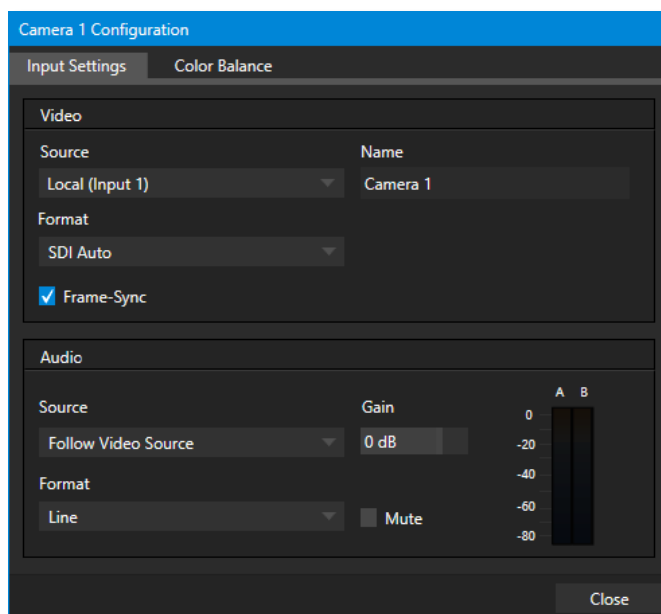 Camera 1 Configuration
Input Settings Color Balance
Video
Source Name
Local (Input 1) Camera 1
Format
SDI Auto
Frame-Sync
Audio
A B
Source Gain
0
Follow Video Source 0 dB -20
-40
Format
Line Mute -60
-80
Close